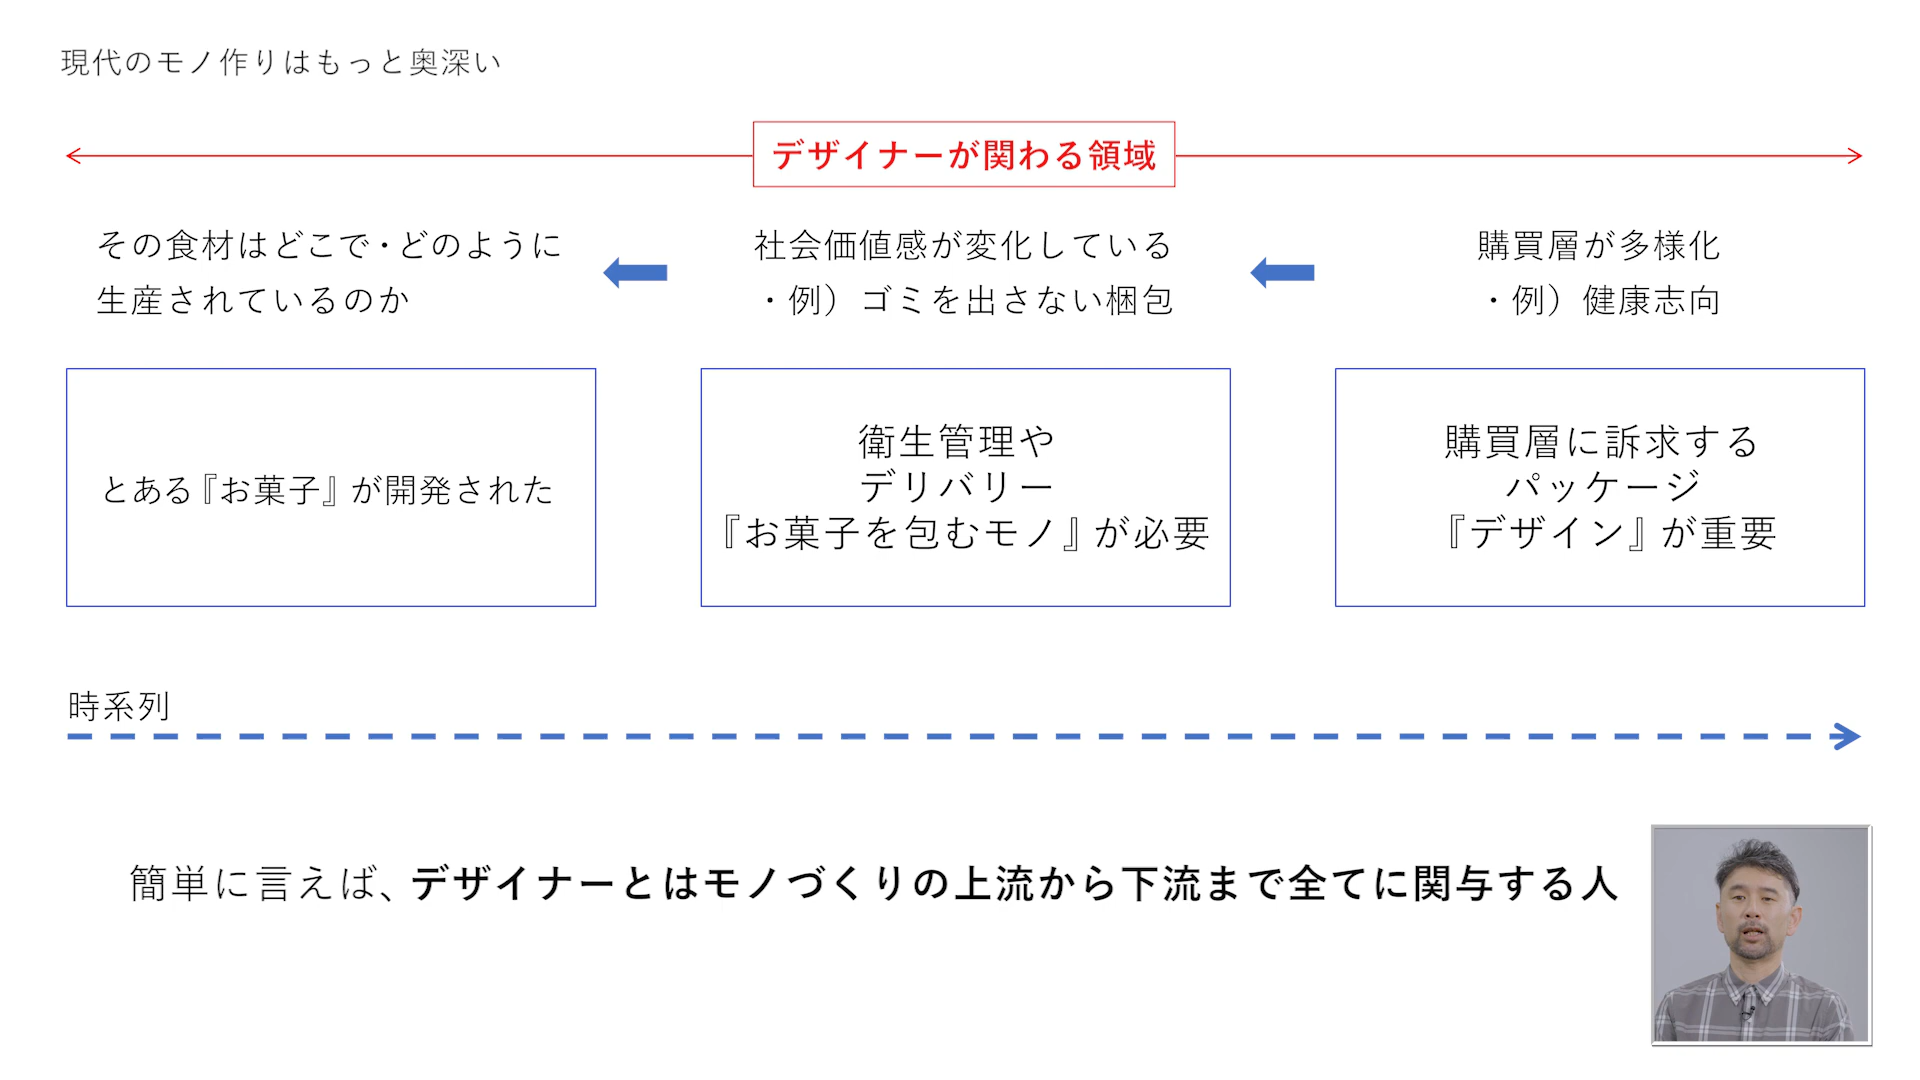 現代のモノ作りはもっと奥深い
デザイナーが関わる領域
その食材はどこで・どのように
生産されているのか
社会価値感が変化している
・例）ゴミを出さない梱包
購買層が多様化
・例）健康志向
とある『お菓子』が開発された
衛生管理や
デリバリー
『お菓子を包むモノ』が必要
購買層に訴求する
パッケージ
『デザイン』が重要
時系列
簡単に言えば、デザイナーとはモノづくりの上流から下流まで全てに関与する人